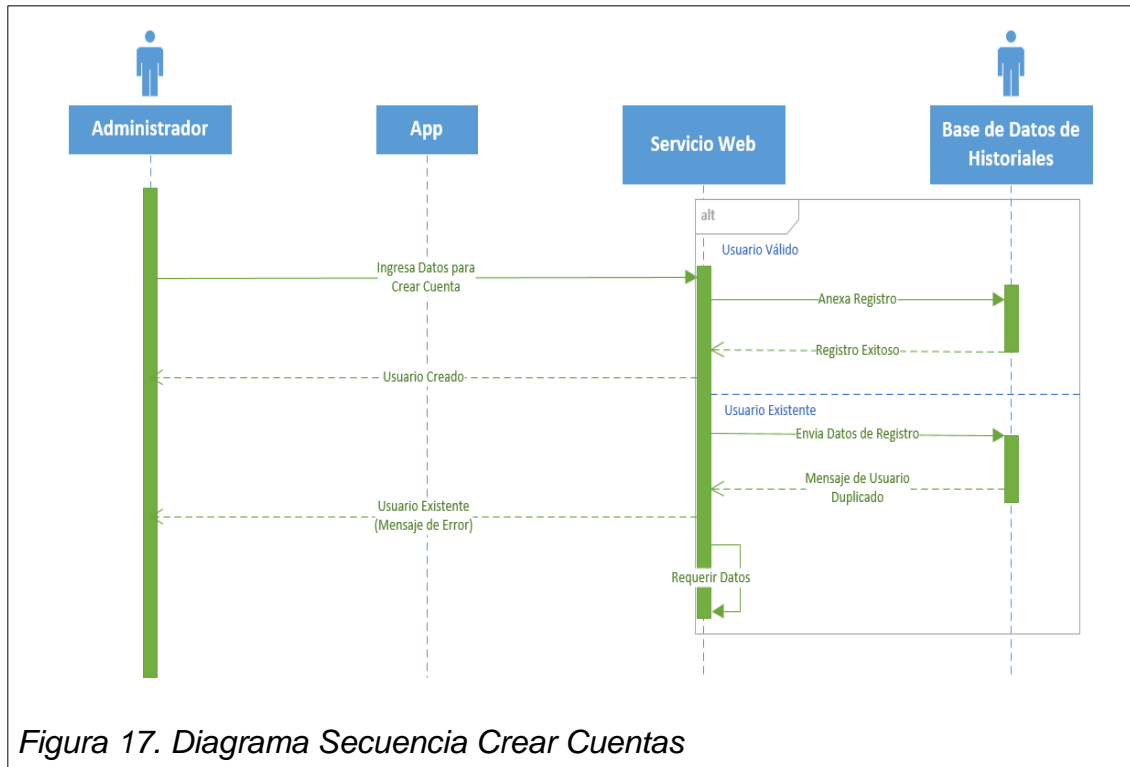 Administrador
App
Servicio Web
Base de Datos de
Historiales
alt
Usuario Válido
Ingresa Datos para
Crear Cuenta
Anexa Registro
Registro Exitoso
Usuario Creado
Usuario Existente
Envia Datos de Registro
Mensaje de Usuario
Duplicado
Usuario Existente
(Mensaje de Error)
Requerir Datos
Figura 17. Diagrama Secuencia Crear Cuentas